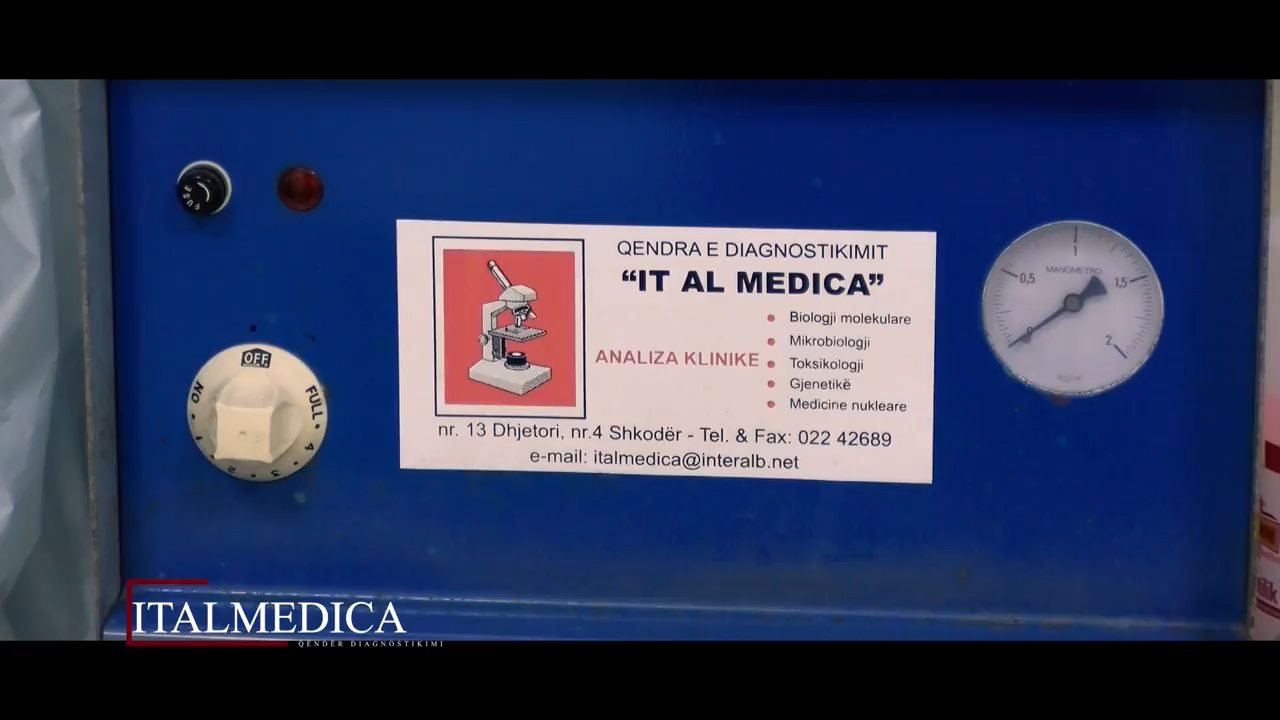 FUSE
OFF
ON
FULL
1
2
3
4
QENDRA E DIAGNOSTIKIMIT
“IT AL MEDICA”
ANALIZA KLINIKE
Biologji molekulare
Mikrobiologji
Toksikologji
Gjenetikë
Medicine nukleare
nr. 13 Dhjetori, nr.4 Shkodër - Tel. & Fax: 022 42689
e-mail: italmedica@interalb.net
MANOMETRO
0
0,5
1
1,5
2
ITALMEDICA
QENDËR DIAGNOSTIKIMI